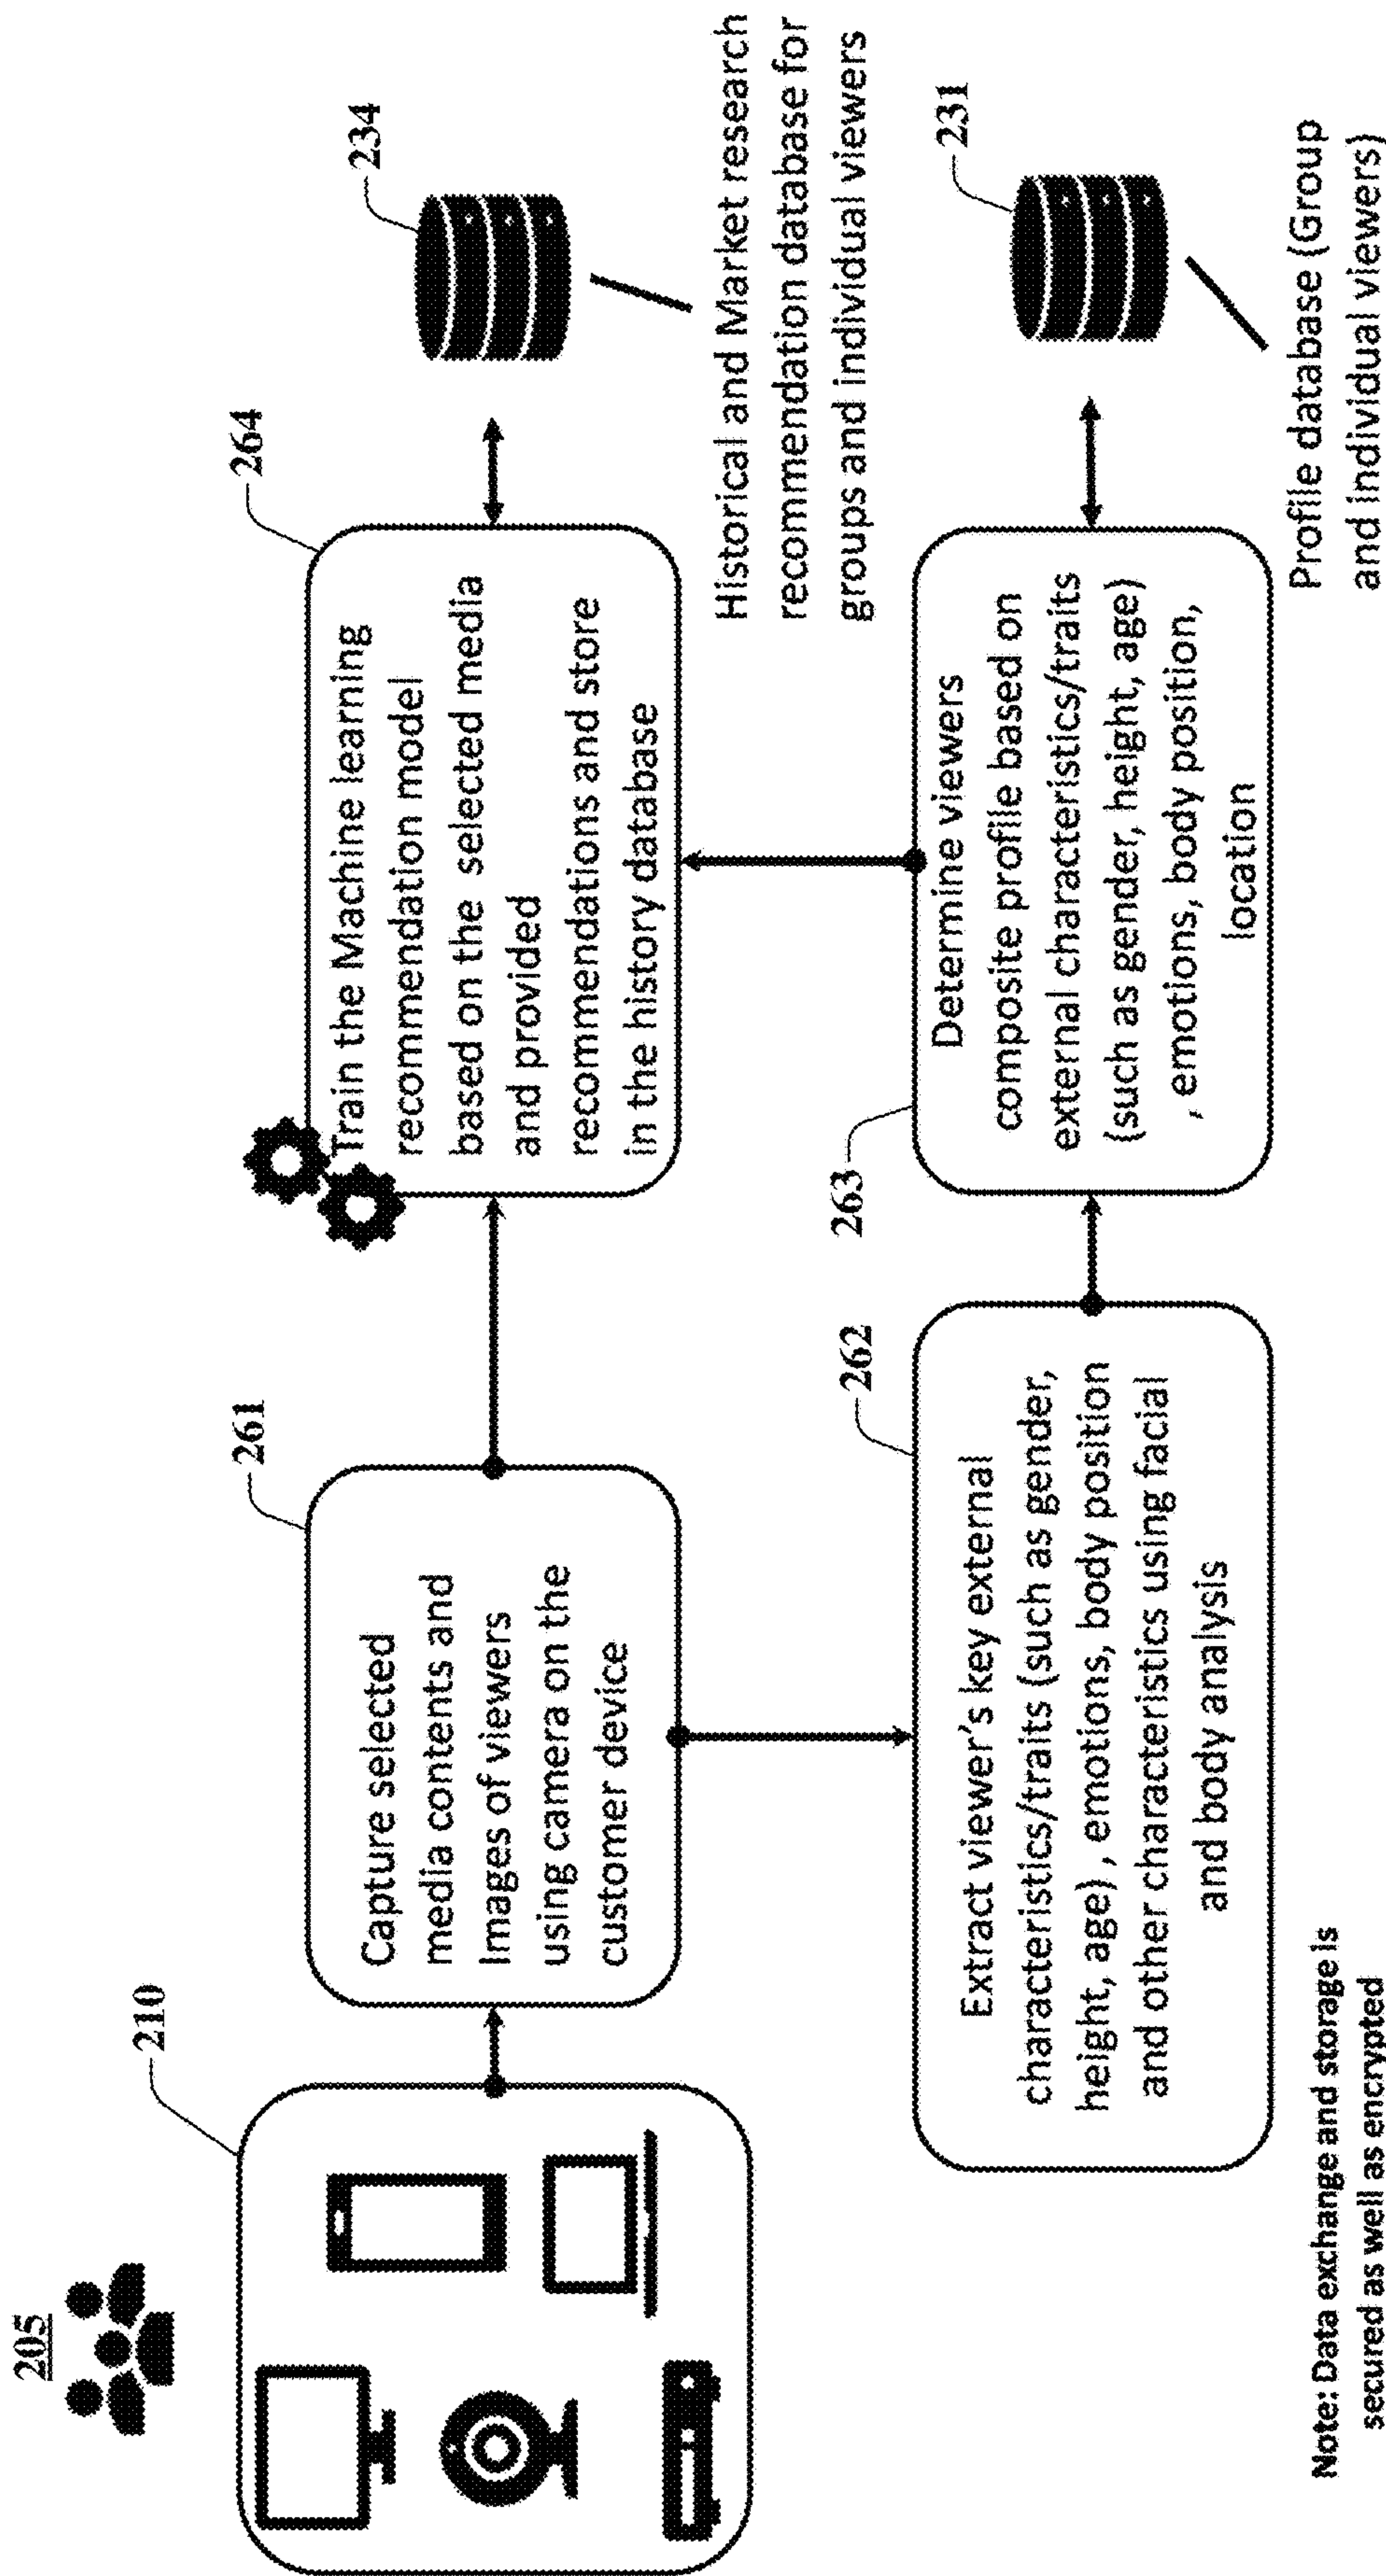 205
210
261
Capture selected
media contents and
Images of viewers
using camera on the
customer device
264
Train the Machine learning
recommendation model
based on the selected media
and provided
recommendations and store
in the history database
234
Historical and Market research
recommendation database for
groups and individual viewers
262
Extract viewer's key external
characteristics/traits (such as gender,
height, age) , emotions, body position
and other characteristics using facial
and body analysis
263
Determine viewers
composite profile based on
external characteristics/traits
(such as gender, height, age)
, emotions, body position,
location
231
Profile database (Group
and individual viewers)
Note: Data exchange and storage is
secured as well as encrypted